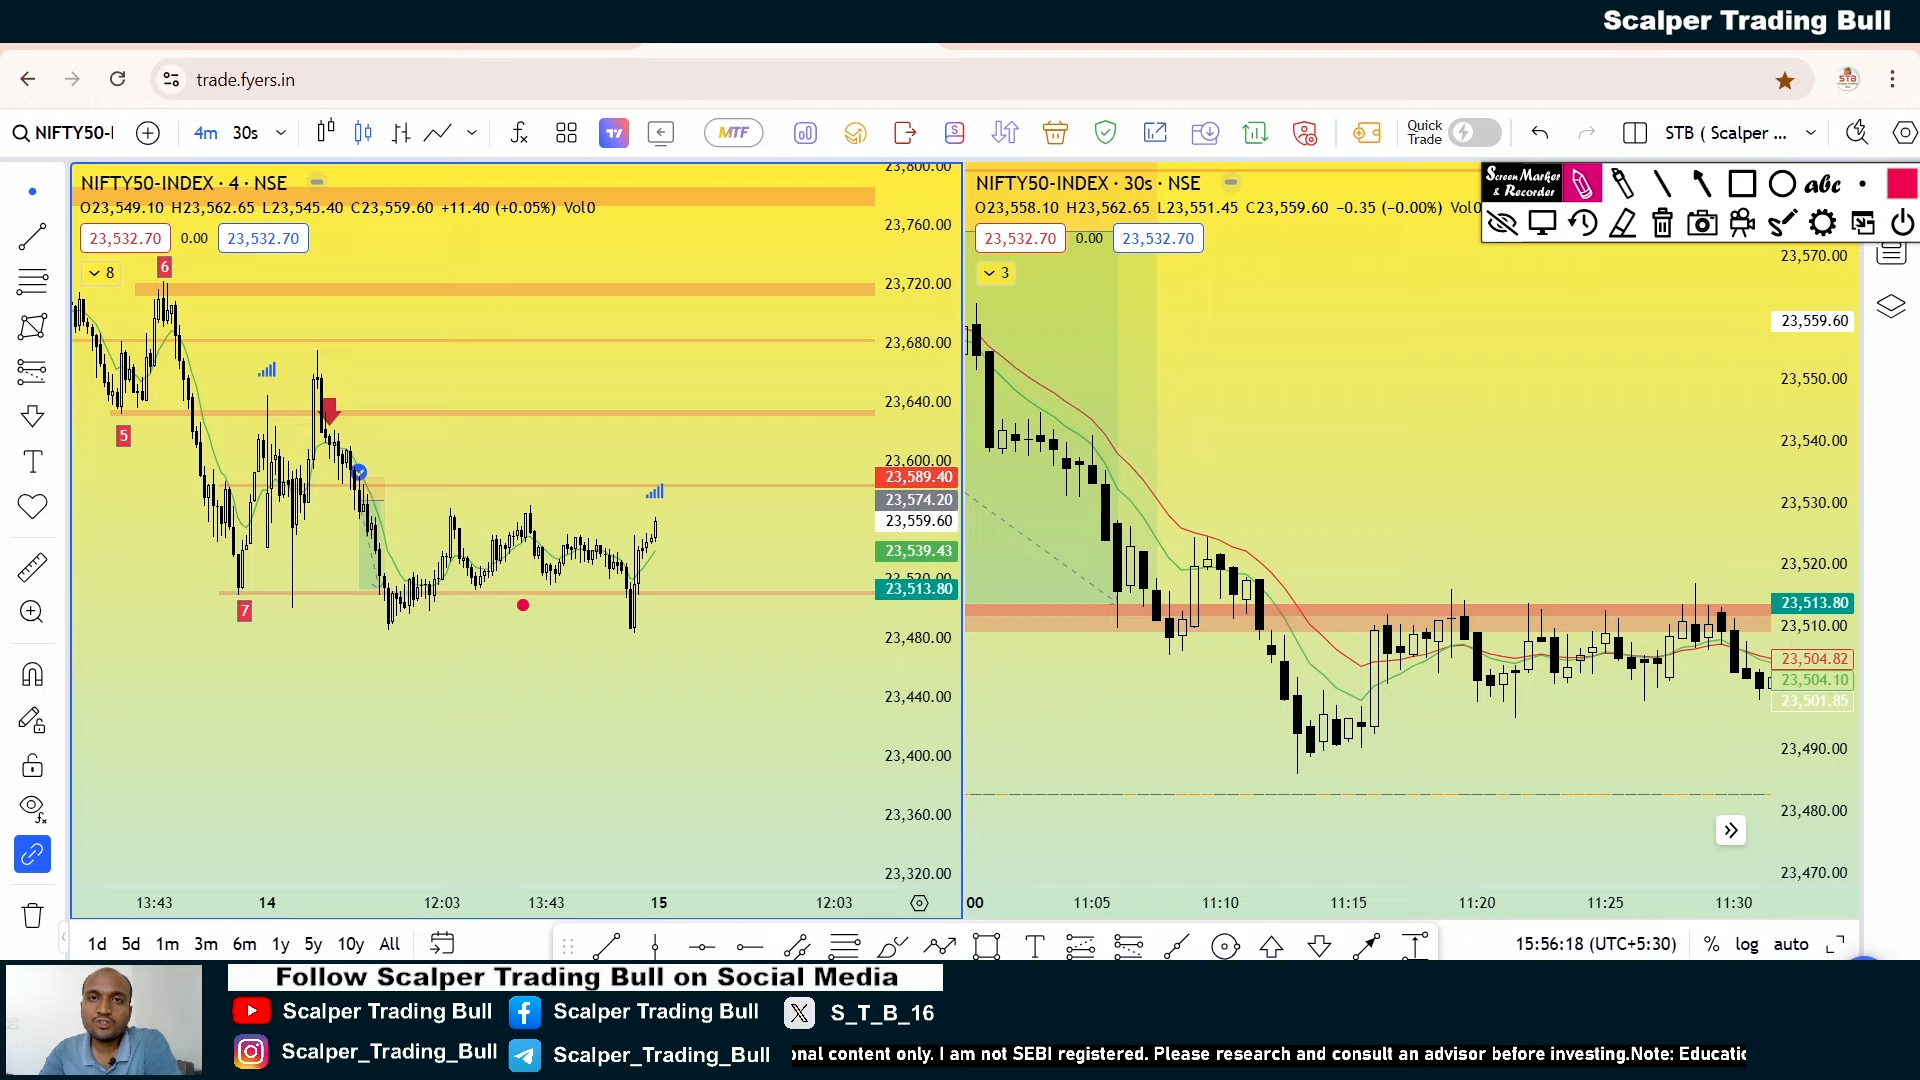 Scalper Trading Bull
trade.fyers.in
NIFTY50-I
4m 30s
MTF
Quick Trade
STB ( Scalper ...
NIFTY50-INDEX · 4 · NSE
O23,549.10 H23,562.65 L23,545.40 C23,559.60 +11.40 (+0.05%) Vol0
23,532.70 0.00 23,532.70
8
6
5
7
23,800.00
23,760.00
23,720.00
23,680.00
23,640.00
23,600.00
23,589.40
23,574.20
23,559.60
23,539.43
23,520.00
23,513.80
23,480.00
23,440.00
23,400.00
23,360.00
23,320.00
13:43 14 12:03 13:43 15 12:03
NIFTY50-INDEX · 30s · NSE
O23,558.10 H23,562.65 L23,551.45 C23,559.60 −0.35 (−0.00%) Vol0
23,532.70 0.00 23,532.70
3
Screen Marker
& Recorder
abc
23,570.00
23,559.60
23,550.00
23,540.00
23,530.00
23,520.00
23,513.80
23,510.00
23,504.82
23,504.10
23,501.85
23,490.00
23,480.00
23,470.00
00 11:05 11:10 11:15 11:20 11:25 11:30
1d 5d 1m 3m 6m 1y 5y 10y All
15:56:18 (UTC+5:30) % log auto
Follow Scalper Trading Bull on Social Media
Scalper Trading Bull Scalper Trading Bull S_T_B_16
Scalper_Trading_Bull Scalper_Trading_Bull
onal content only. I am not SEBI registered. Please research and consult an advisor before investing.Note: Educatio